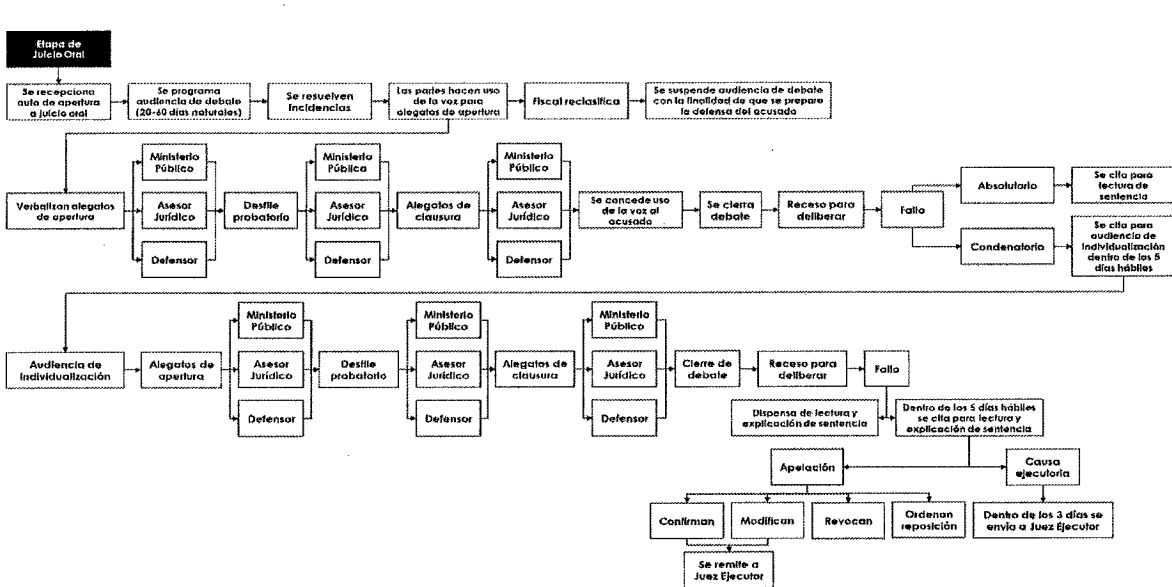 Etapa de
Juicio Oral
Se recepciona
auto de apertura
a juicio oral
Se programa
audiencia de debate
(20-60 días naturales)
Se resuelven
incidencias
Las partes hacen uso
de la voz para
alegatos de apertura
Fiscal reclasifica
Se suspende audiencia de debate
con la finalidad de que se prepare
la defensa del acusado
Verbalizan alegatos
de apertura
Ministerio
Público
Asesor
Jurídico
Defensor
Desfile
probatorio
Ministerio
Público
Asesor
Jurídico
Defensor
Alegatos de
clausura
Ministerio
Público
Asesor
Jurídico
Defensor
Se concede uso
de la voz al
acusado
Se cierra
debate
Receso para
deliberar
Fallo
Absolutorio
Se cita para
lectura de
sentencia
Condenatorio
Se cita para
audiencia de
individualización
dentro de los 5
días hábiles
Audiencia de
individualización
Alegatos de
apertura
Ministerio
Público
Asesor
Jurídico
Defensor
Desfile
probatorio
Ministerio
Público
Asesor
Jurídico
Defensor
Alegatos de
clausura
Ministerio
Público
Asesor
Jurídico
Defensor
Cierre de
debate
Receso para
deliberar
Fallo
Dispensa de lectura y
explicación de sentencia
Dentro de los 5 días hábiles
se cita para lectura y
explicación de sentencia
Apelación
Causa
ejecutoria
Confirman
Modifican
Revocan
Ordenan
reposición
Dentro de los 3 días se
envía a Juez Ejecutor
Se remite a
Juez Ejecutor